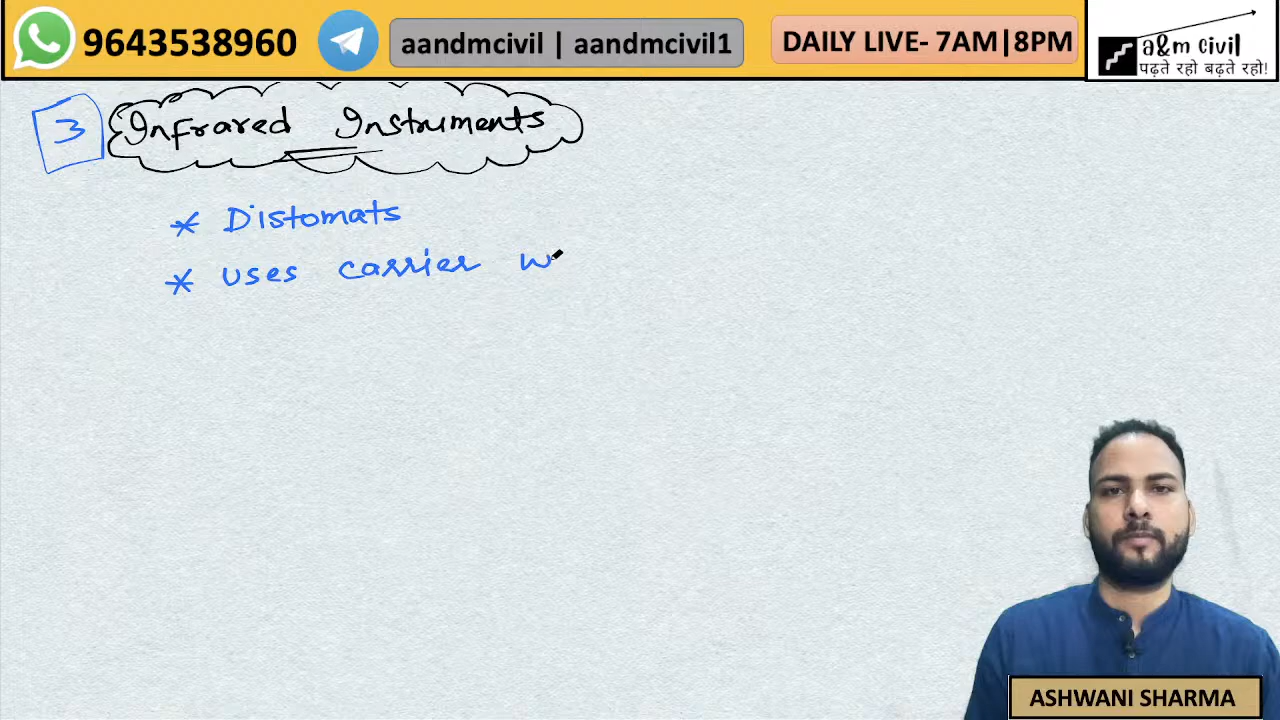 9643538960
aandmcivil | aandmcivil1
DAILY LIVE- 7AM|8PM
a&m civil
पढ़ते रहो बढ़ते रहो!
3
Infrared Instruments
* Distomats
* uses carrier w
ASHWANI SHARMA